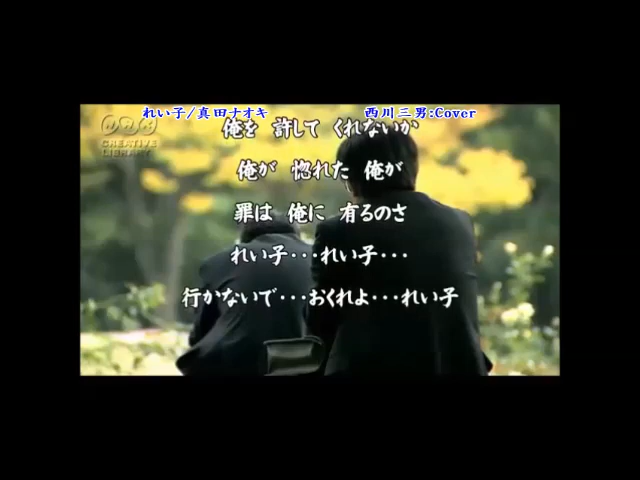 れい子/真田ナオキ 西川三男:Cover
NHK
CREATIVE
LIBRARY
俺を 許して くれないか
俺が 惚れた 俺が
罪は 俺に 有るのさ
れい子・・・れい子・・・
行かないで・・・おくれよ・・・れい子